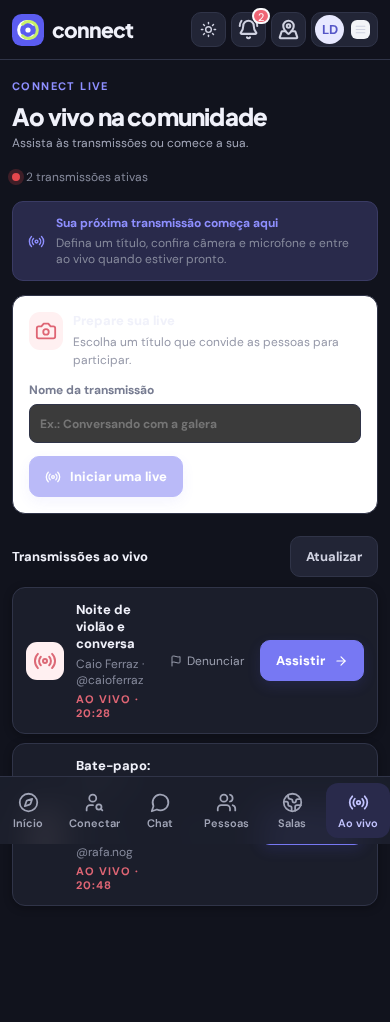 connect
2
LD
CONNECT LIVE
Ao vivo na comunidade
Assista às transmissões ou comece a sua.
2 transmissões ativas
Sua próxima transmissão começa aqui
Defina um título, confira câmera e microfone e entre
ao vivo quando estiver pronto.
Prepare sua live
Escolha um título que convide as pessoas para
participar.
Nome da transmissão
Ex.: Conversando com a galera
Iniciar uma live
Transmissões ao vivo
Atualizar
Noite de
violão e
conversa
Caio Ferraz ·
@caioferraz
AO VIVO ·
20:28
Denunciar
Assistir
Bate-papo:
Início
Conectar
Chat
Pessoas
Salas
Ao vivo
@rafa.nog
AO VIVO ·
20:48